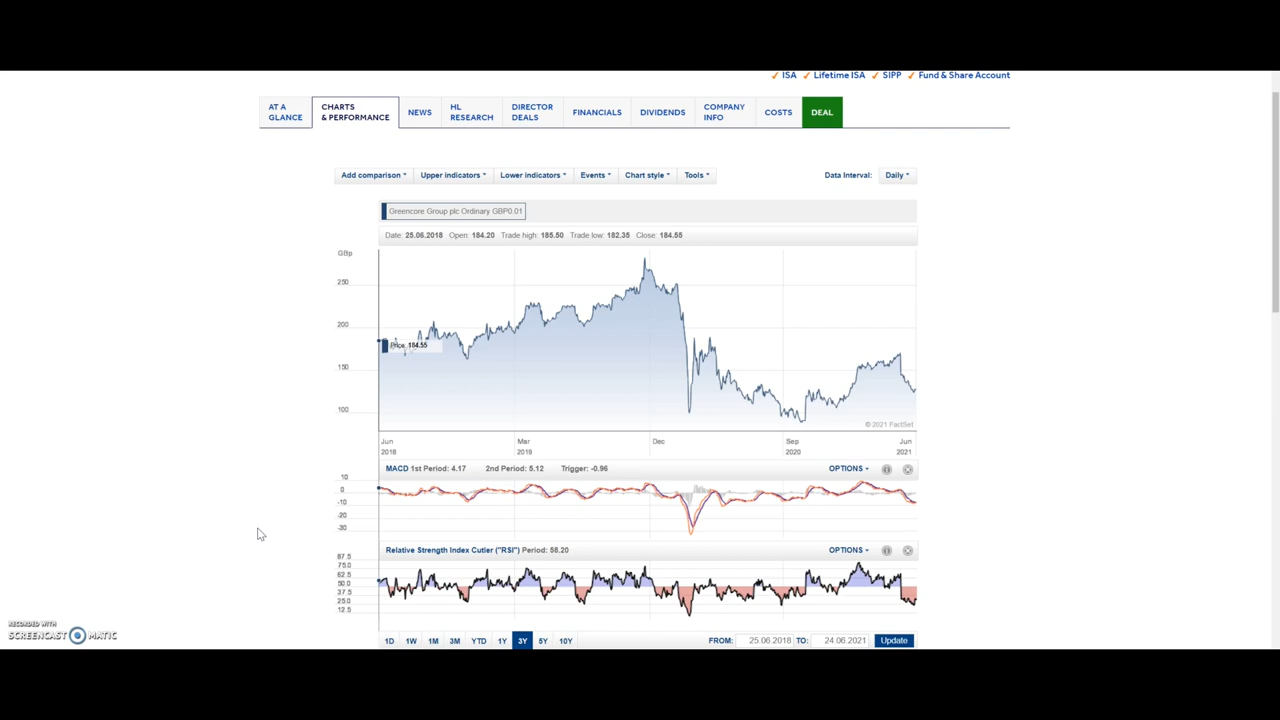 ISA Lifetime ISA SIPP Fund & Share Account
AT A GLANCE
CHARTS & PERFORMANCE
NEWS
HL RESEARCH
DIRECTOR DEALS
FINANCIALS
DIVIDENDS
COMPANY INFO
COSTS
DEAL
Add comparison Upper indicators Lower indicators Events Chart style Tools Data Interval: Daily
Greencore Group plc Ordinary GBP0.01
Date: 25.06.2018 Open: 184.20 Trade high: 185.50 Trade low: 182.35 Close: 184.55
GBp
250
200
Price: 184.55
150
100
© 2021 FactSet
Jun 2018
Mar 2019
Dec
Sep 2020
Jun 2021
MACD 1st Period: 4.17 2nd Period: 5.12 Trigger: -0.96 OPTIONS
10
0
-10
-20
-30
Relative Strength Index Cutler ("RSI") Period: 58.20 OPTIONS
87.5
75.0
62.5
50.0
37.5
25.0
12.5
1D 1W 1M 3M YTD 1Y 3Y 5Y 10Y FROM: 25.06.2018 TO: 24.06.2021 Update
RECORDED WITH
SCREENCAST MATIC